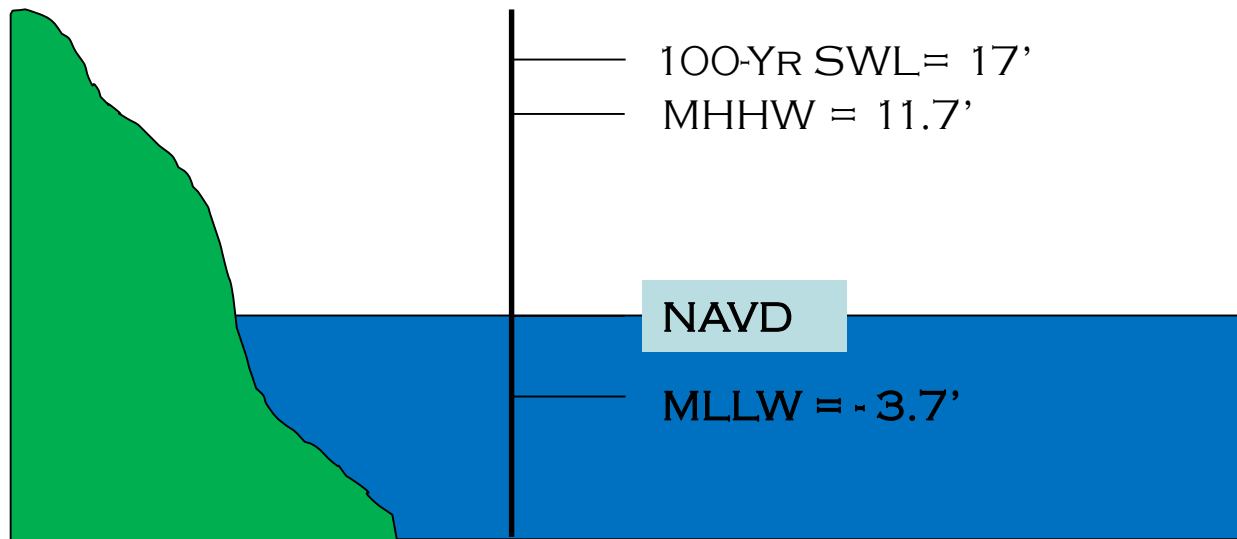 100-YR SWL= 17’
MHHW = 11.7’
NAVD
MLLW = - 3.7’